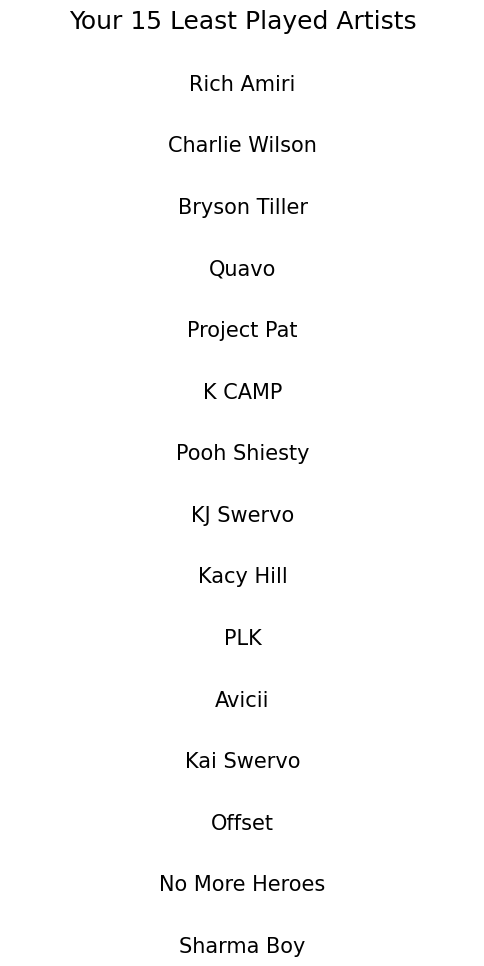 Your 15 Least Played Artists
Rich Amiri
Charlie Wilson
Bryson Tiller
Quavo
Project Pat
K CAMP
Pooh Shiesty
KJ Swervo
Kacy Hill
PLK
Avicii
Kai Swervo
Offset
No More Heroes
Sharma Boy